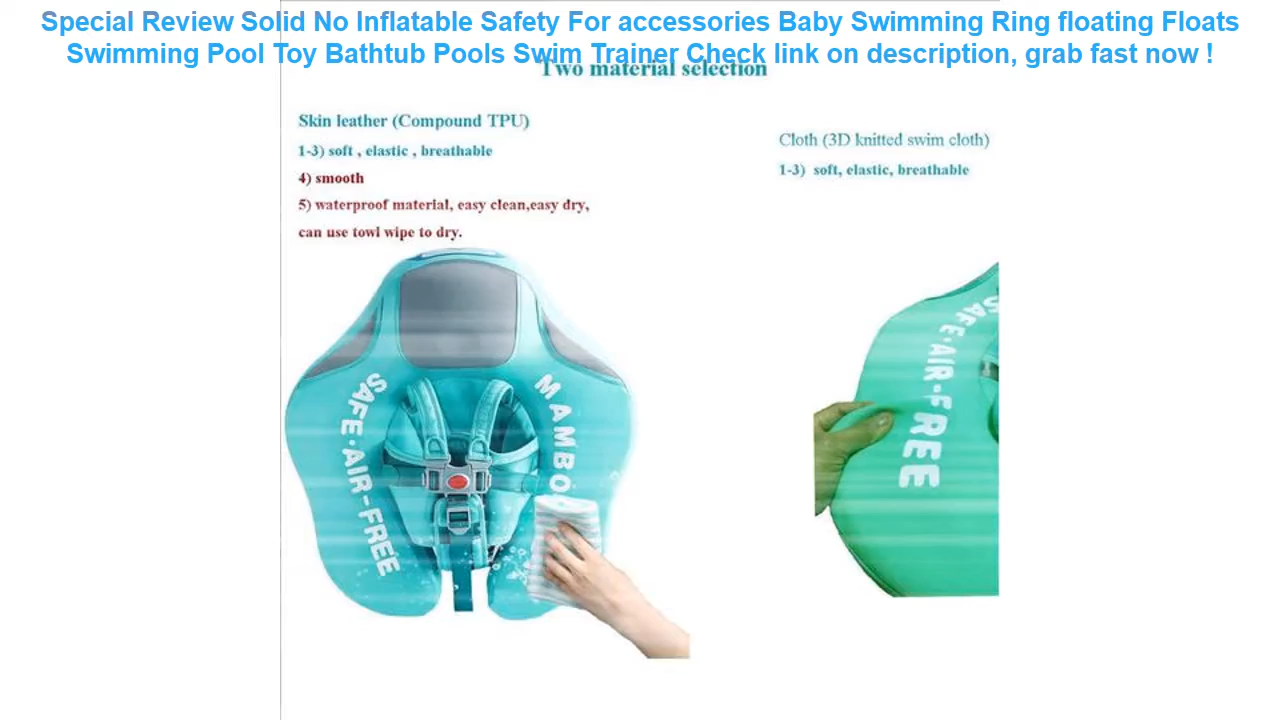 Special Review Solid No Inflatable Safety For accessories Baby Swimming Ring floating Floats
Swimming Pool Toy Bathtub Pools Swim Trainer Check link on description, grab fast now !
Two material selection
Skin leather (Compound TPU)
1-3) soft , elastic , breathable
4) smooth
5) waterproof material, easy clean,easy dry,
can use towl wipe to dry.
Cloth (3D knitted swim cloth)
1-3) soft, elastic, breathable
SAFE·AIR-FREE
MAMBO
SAFE·AIR-FREE